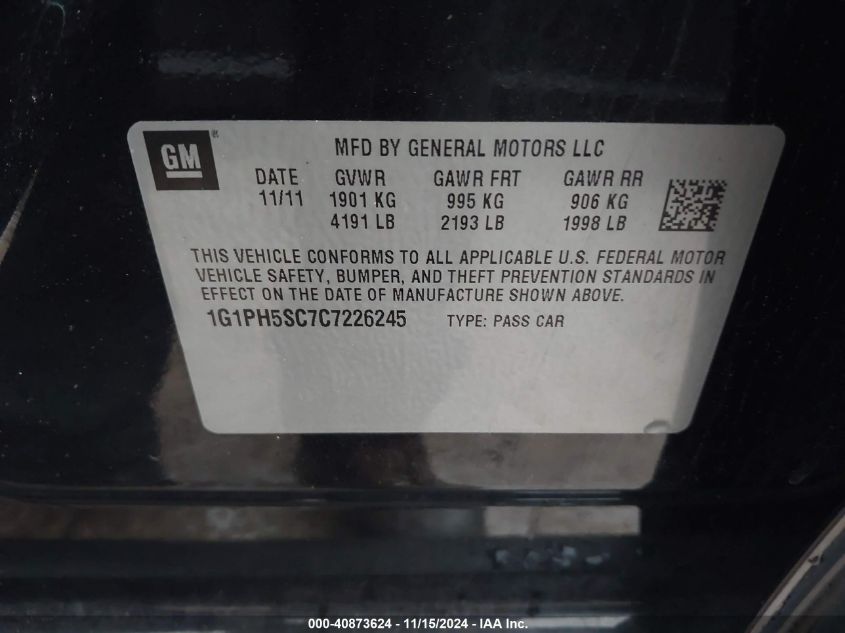 GM®
MFD BY GENERAL MOTORS LLC
DATE GVWR GAWR FRT GAWR RR
11/11 1901 KG 995 KG 906 KG
4191 LB 2193 LB 1998 LB
THIS VEHICLE CONFORMS TO ALL APPLICABLE U.S. FEDERAL MOTOR
VEHICLE SAFETY, BUMPER, AND THEFT PREVENTION STANDARDS IN
EFFECT ON THE DATE OF MANUFACTURE SHOWN ABOVE.
1G1PH5SC7C7226245 TYPE: PASS CAR
000-40873624 - 11/15/2024 - IAA Inc.